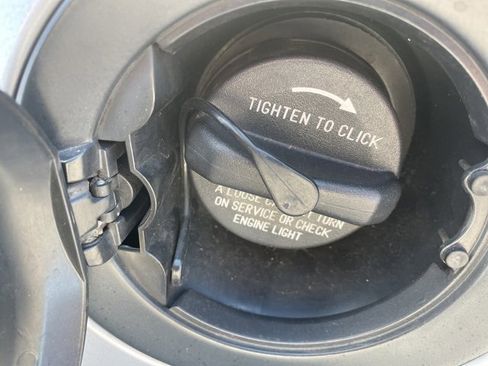 TIGHTEN TO CLICK
A LOOSE TURN
ON SERVICE OR CHECK
ENGINE LIGHT